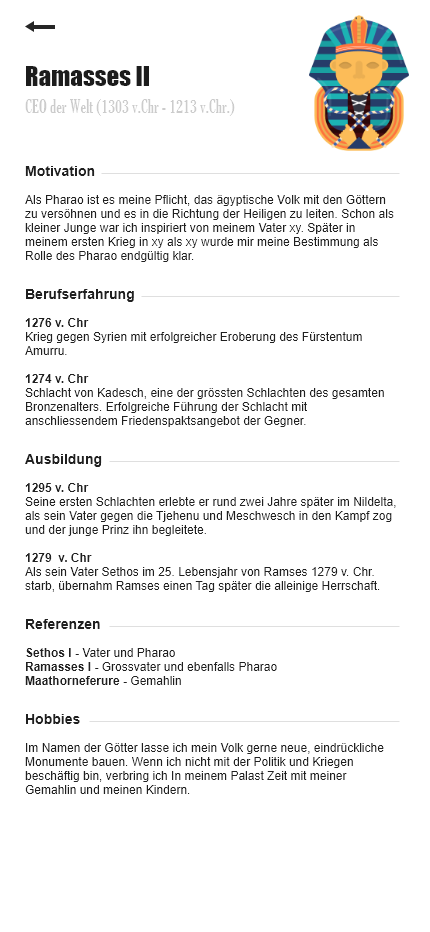 Ramasses II
CEO der Welt (1303 v.Chr - 1213 v.Chr.)
Motivation
Als Pharao ist es meine Pflicht, das ägyptische Volk mit den Göttern
zu versöhnen und es in die Richtung der Heiligen zu leiten. Schon als
kleiner Junge war ich inspiriert von meinem Vater xy. Später in
meinem ersten Krieg in xy als xy wurde mir meine Bestimmung als
Rolle des Pharao endgültig klar.
Berufserfahrung
1276 v. Chr
Krieg gegen Syrien mit erfolgreicher Eroberung des Fürstentum
Amurru.
1274 v. Chr
Schlacht von Kadesch, eine der grössten Schlachten des gesamten
Bronzenalters. Erfolgreiche Führung der Schlacht mit
anschliessendem Friedenspaktsangebot der Gegner.
Ausbildung
1295 v. Chr
Seine ersten Schlachten erlebte er rund zwei Jahre später im Nildelta,
als sein Vater gegen die Tjehenu und Meschwesch in den Kampf zog
und der junge Prinz ihn begleitete.
1279  v. Chr
Als sein Vater Sethos im 25. Lebensjahr von Ramses 1279 v. Chr.
starb, übernahm Ramses einen Tag später die alleinige Herrschaft.
Referenzen
Sethos I - Vater und Pharao
Ramasses I - Grossvater und ebenfalls Pharao
Maathorneferure - Gemahlin
Hobbies
Im Namen der Götter lasse ich mein Volk gerne neue, eindrückliche
Monumente bauen. Wenn ich nicht mit der Politik und Kriegen
beschäftig bin, verbring ich In meinem Palast Zeit mit meiner
Gemahlin und meinen Kindern.